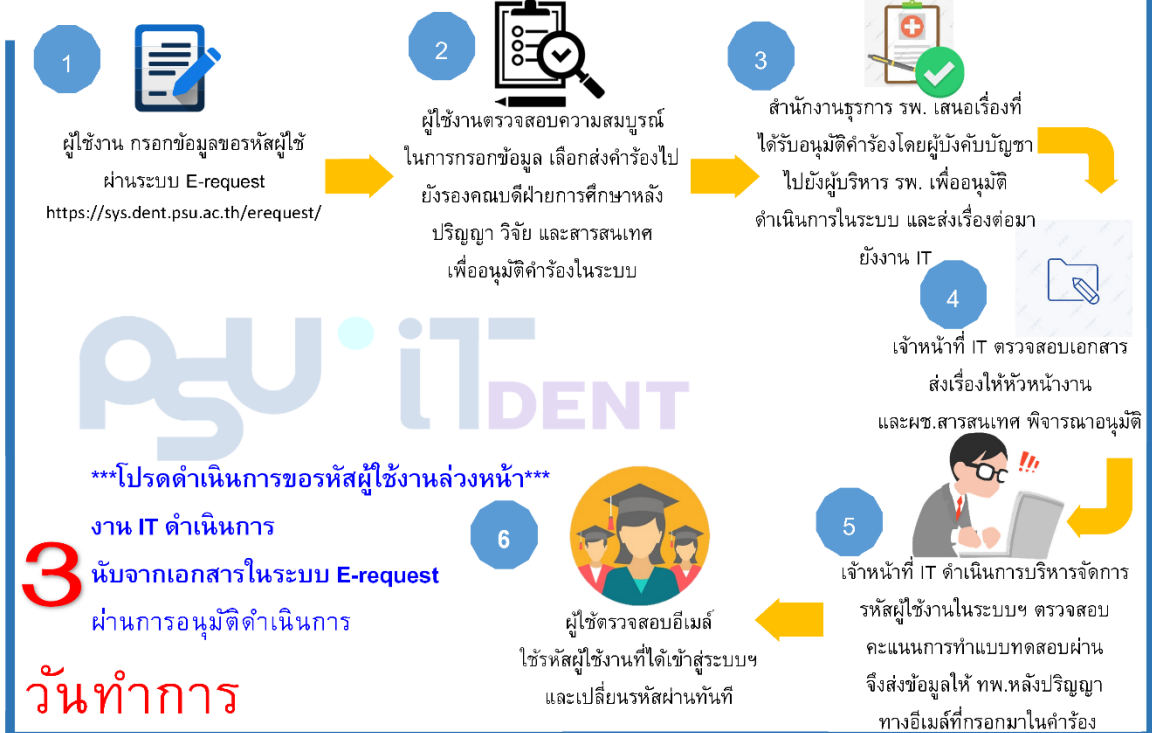 1
ผู้ใช้งาน กรอกข้อมูลขอรหัสผู้ใช้
ผ่านระบบ E-request
https://sys.dent.psu.ac.th/erequest/
2
ผู้ใช้งานตรวจสอบความสมบูรณ์
ในการกรอกข้อมูล เลือกส่งคำร้องไป
ยังรองคณบดีฝ่ายการศึกษาหลัง
ปริญญา วิจัย และสารสนเทศ
เพื่ออนุมัติคำร้องในระบบ
3
สำนักงานธุรการ รพ. เสนอเรื่องที่
ได้รับอนุมัติคำร้องโดยผู้บังคับบัญชา
ไปยังผู้บริหาร รพ. เพื่ออนุมัติ
ดำเนินการในระบบ และส่งเรื่องต่อมา
ยังงาน IT
4
เจ้าหน้าที่ IT ตรวจสอบเอกสาร
ส่งเรื่องให้หัวหน้างาน
และผช.สารสนเทศ พิจารณาอนุมัติ
5
เจ้าหน้าที่ IT ดำเนินการบริหารจัดการ
รหัสผู้ใช้งานในระบบฯ ตรวจสอบ
คะแนนการทำแบบทดสอบผ่าน
จึงส่งข้อมูลให้ ทพ.หลังปริญญา
ทางอีเมล์ที่กรอกมาในคำร้อง
6
ผู้ใช้ตรวจสอบอีเมล์
ใช้รหัสผู้ใช้งานที่ได้เข้าสู่ระบบฯ
และเปลี่ยนรหัสผ่านทันที
PSU iT DENT
***โปรดดำเนินการขอรหัสผู้ใช้งานล่วงหน้า***
งาน IT ดำเนินการ
3 นับจากเอกสารในระบบ E-request
ผ่านการอนุมัติดำเนินการ
วันทำการ